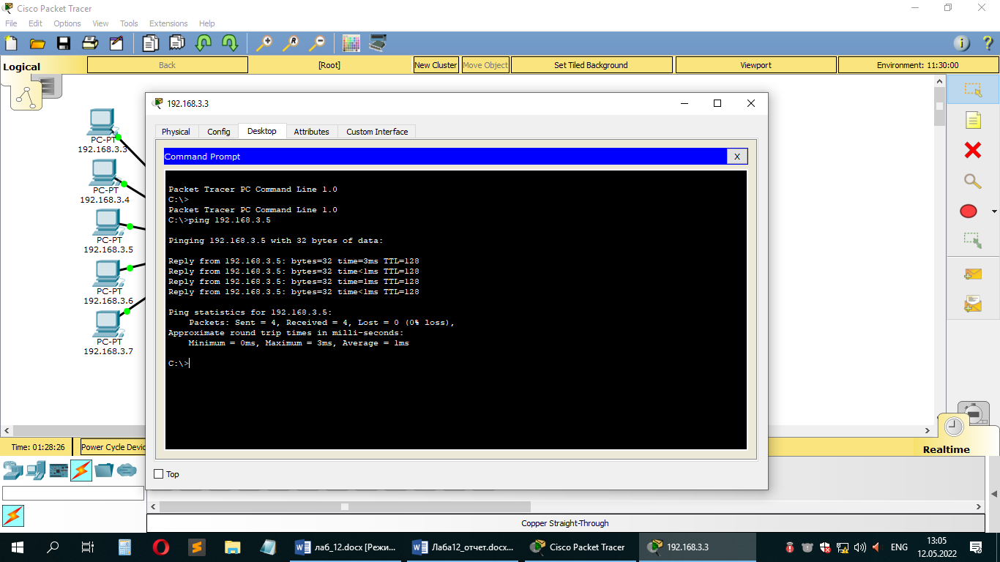 Cisco Packet Tracer
File Edit Options View Tools Extensions Help
Logical
Back
[Root]
New Cluster
Move Object
Set Tiled Background
Viewport
Environment: 11:30:00
PC-PT
192.168.3.3
PC-PT
192.168.3.4
PC-PT
192.168.3.5
PC-PT
192.168.3.6
PC-PT
192.168.3.7
192.168.3.3
Physical Config Desktop Attributes Custom Interface
Command Prompt
X
Packet Tracer PC Command Line 1.0
C:\>
Packet Tracer PC Command Line 1.0
C:\>ping 192.168.3.5
Pinging 192.168.3.5 with 32 bytes of data:
Reply from 192.168.3.5: bytes=32 time=3ms TTL=128
Reply from 192.168.3.5: bytes=32 time<1ms TTL=128
Reply from 192.168.3.5: bytes=32 time=1ms TTL=128
Reply from 192.168.3.5: bytes=32 time<1ms TTL=128
Ping statistics for 192.168.3.5:
Packets: Sent = 4, Received = 4, Lost = 0 (0% loss),
Approximate round trip times in milli-seconds:
Minimum = 0ms, Maximum = 3ms, Average = 1ms
C:\>
Top
Time: 01:28:26
Power Cycle Devic
Realtime
Copper Straight-Through
лаб_12.docx [Режи...
Лаба12_отчет.docx...
Cisco Packet Tracer
192.168.3.3
ENG
13:05
12.05.2022